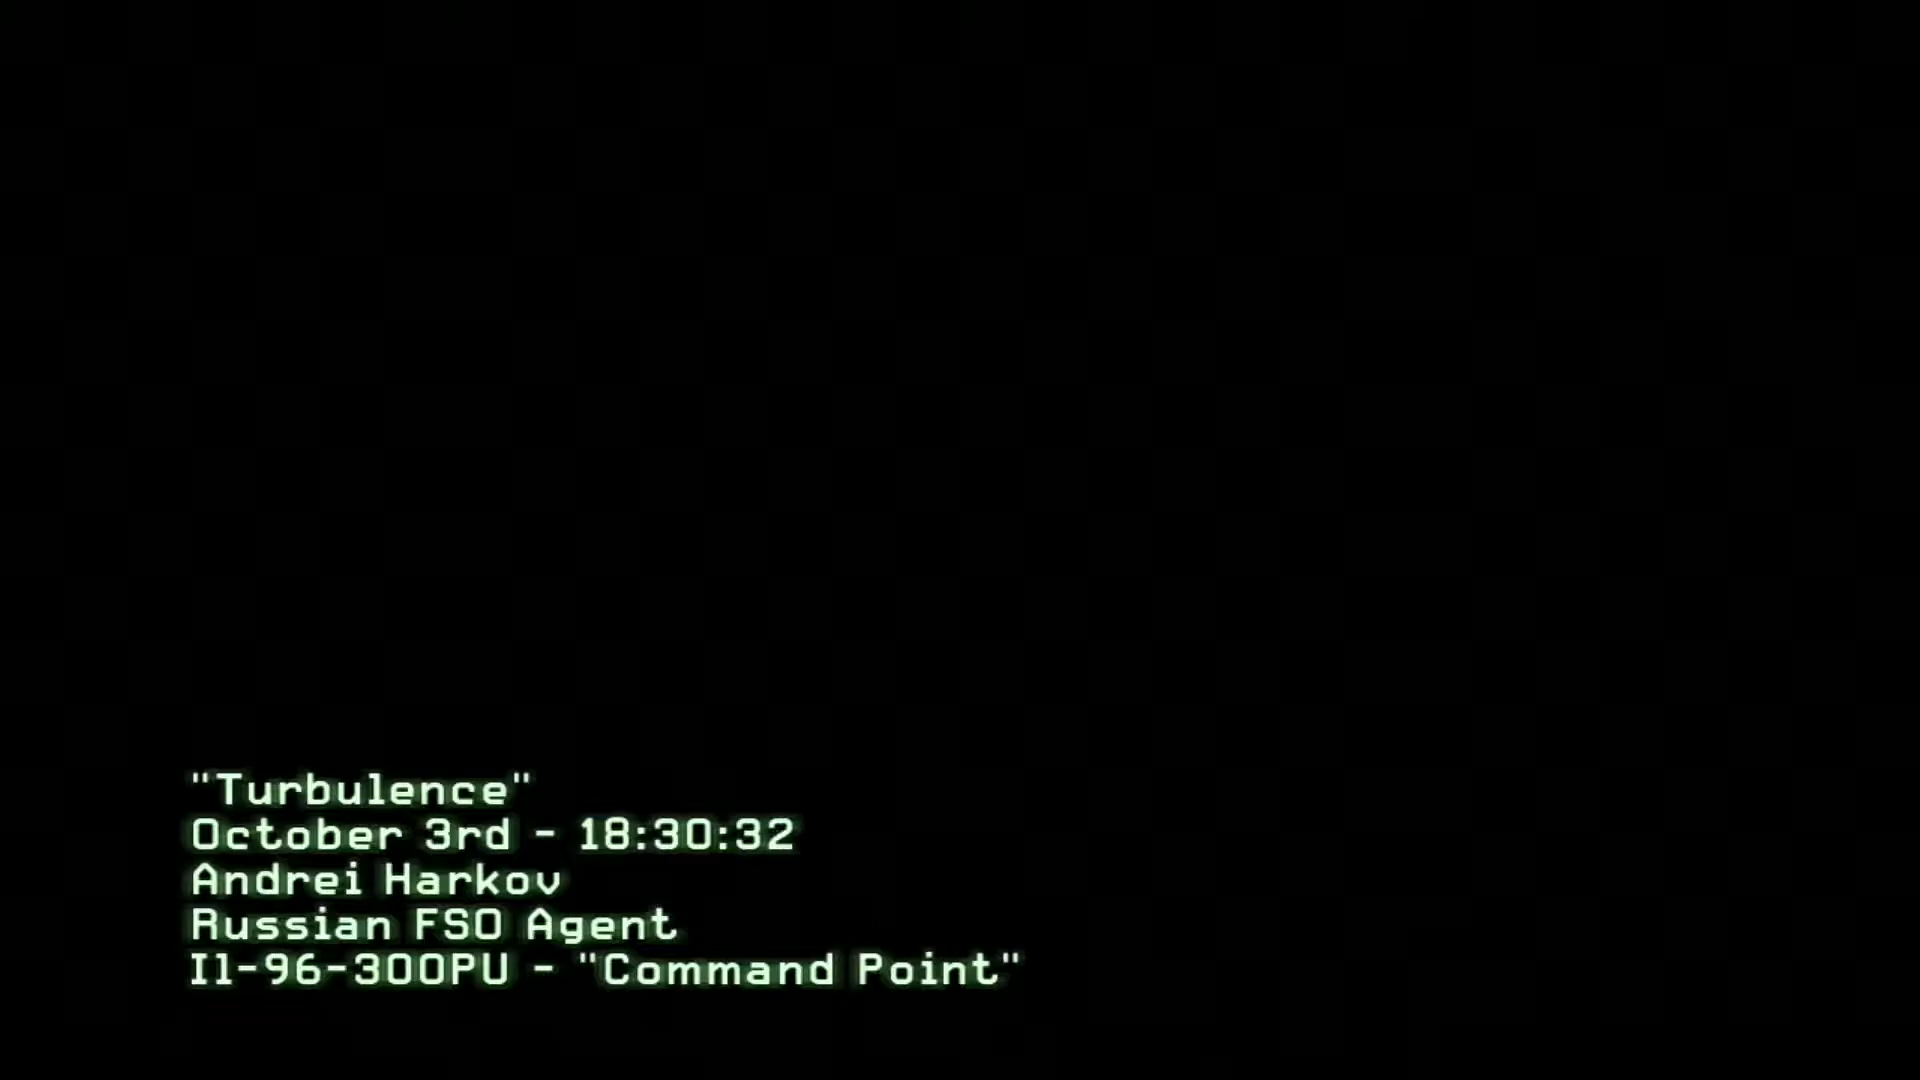 "Turbulence"
October 3rd - 18:30:32
Andrei Harkov
Russian FSO Agent
Il-96-300PU - "Command Point"